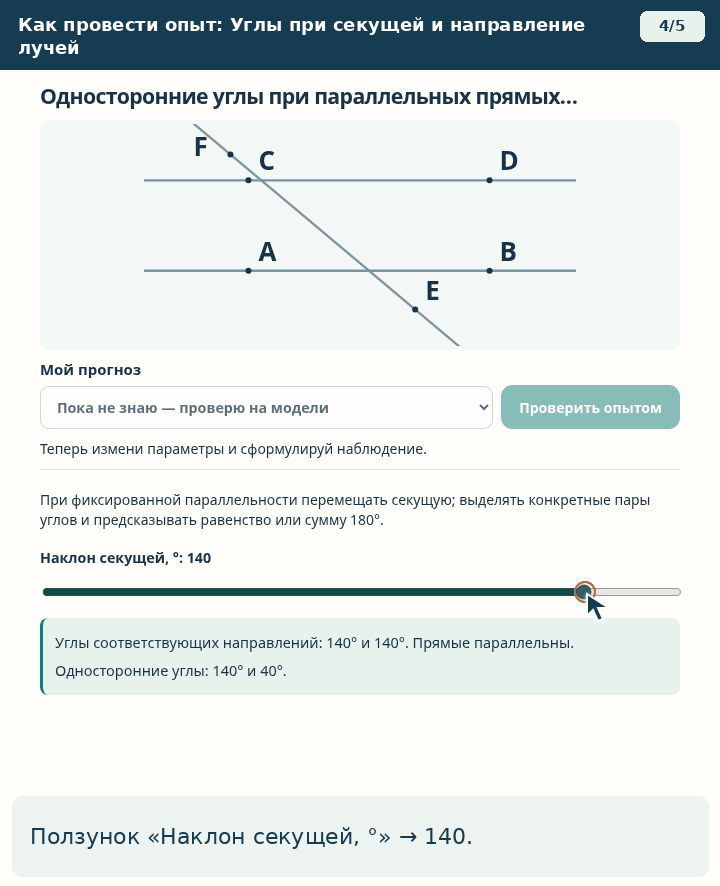 Как провести опыт: Углы при секущей и направление
лучей
4/5
Односторонние углы при параллельных прямых…
F
C
D
A
B
E
Мой прогноз
Пока не знаю — проверю на модели
Проверить опытом
Теперь измени параметры и сформулируй наблюдение.
При фиксированной параллельности перемещать секущую; выделять конкретные пары
углов и предсказывать равенство или сумму 180°.
Наклон секущей, °: 140
Углы соответствующих направлений: 140° и 140°. Прямые параллельны.
Односторонние углы: 140° и 40°.
Ползунок «Наклон секущей, °» → 140.